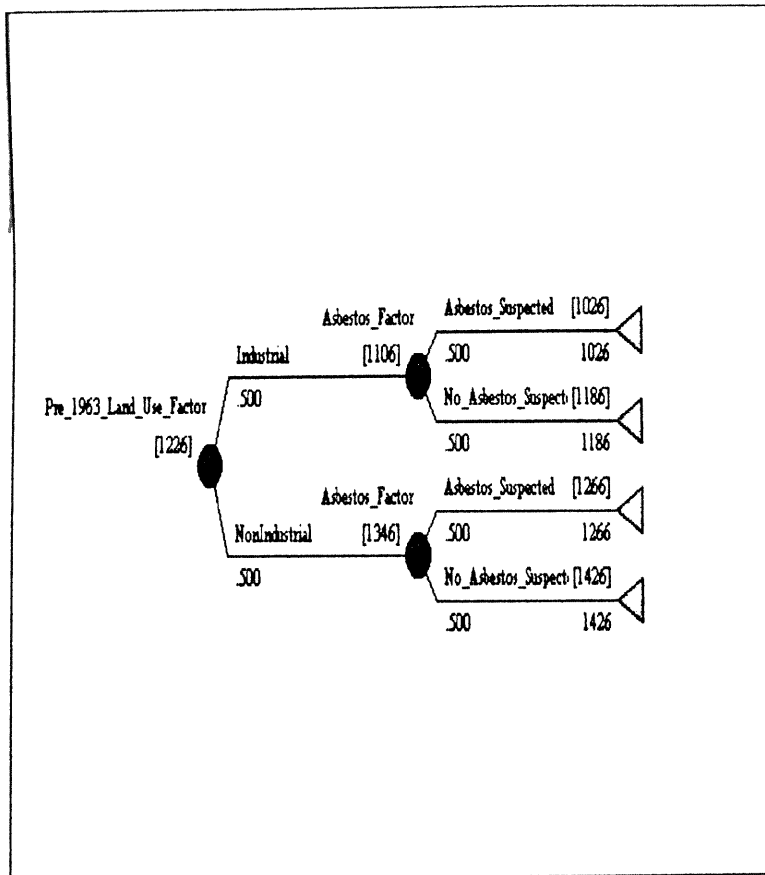 Asbestos_Suspected [1026]
Asbestos_Factor
.500 1026
Industrial [1106]
.500
No_Asbestos_Suspect [1186]
Pre_1963_Land_Use_Factor
.500 1186
[1226]
Asbestos_Suspected [1266]
Asbestos_Factor
NonIndustrial [1346]
.500 1266
.500
No_Asbestos_Suspect [1426]
.500 1426